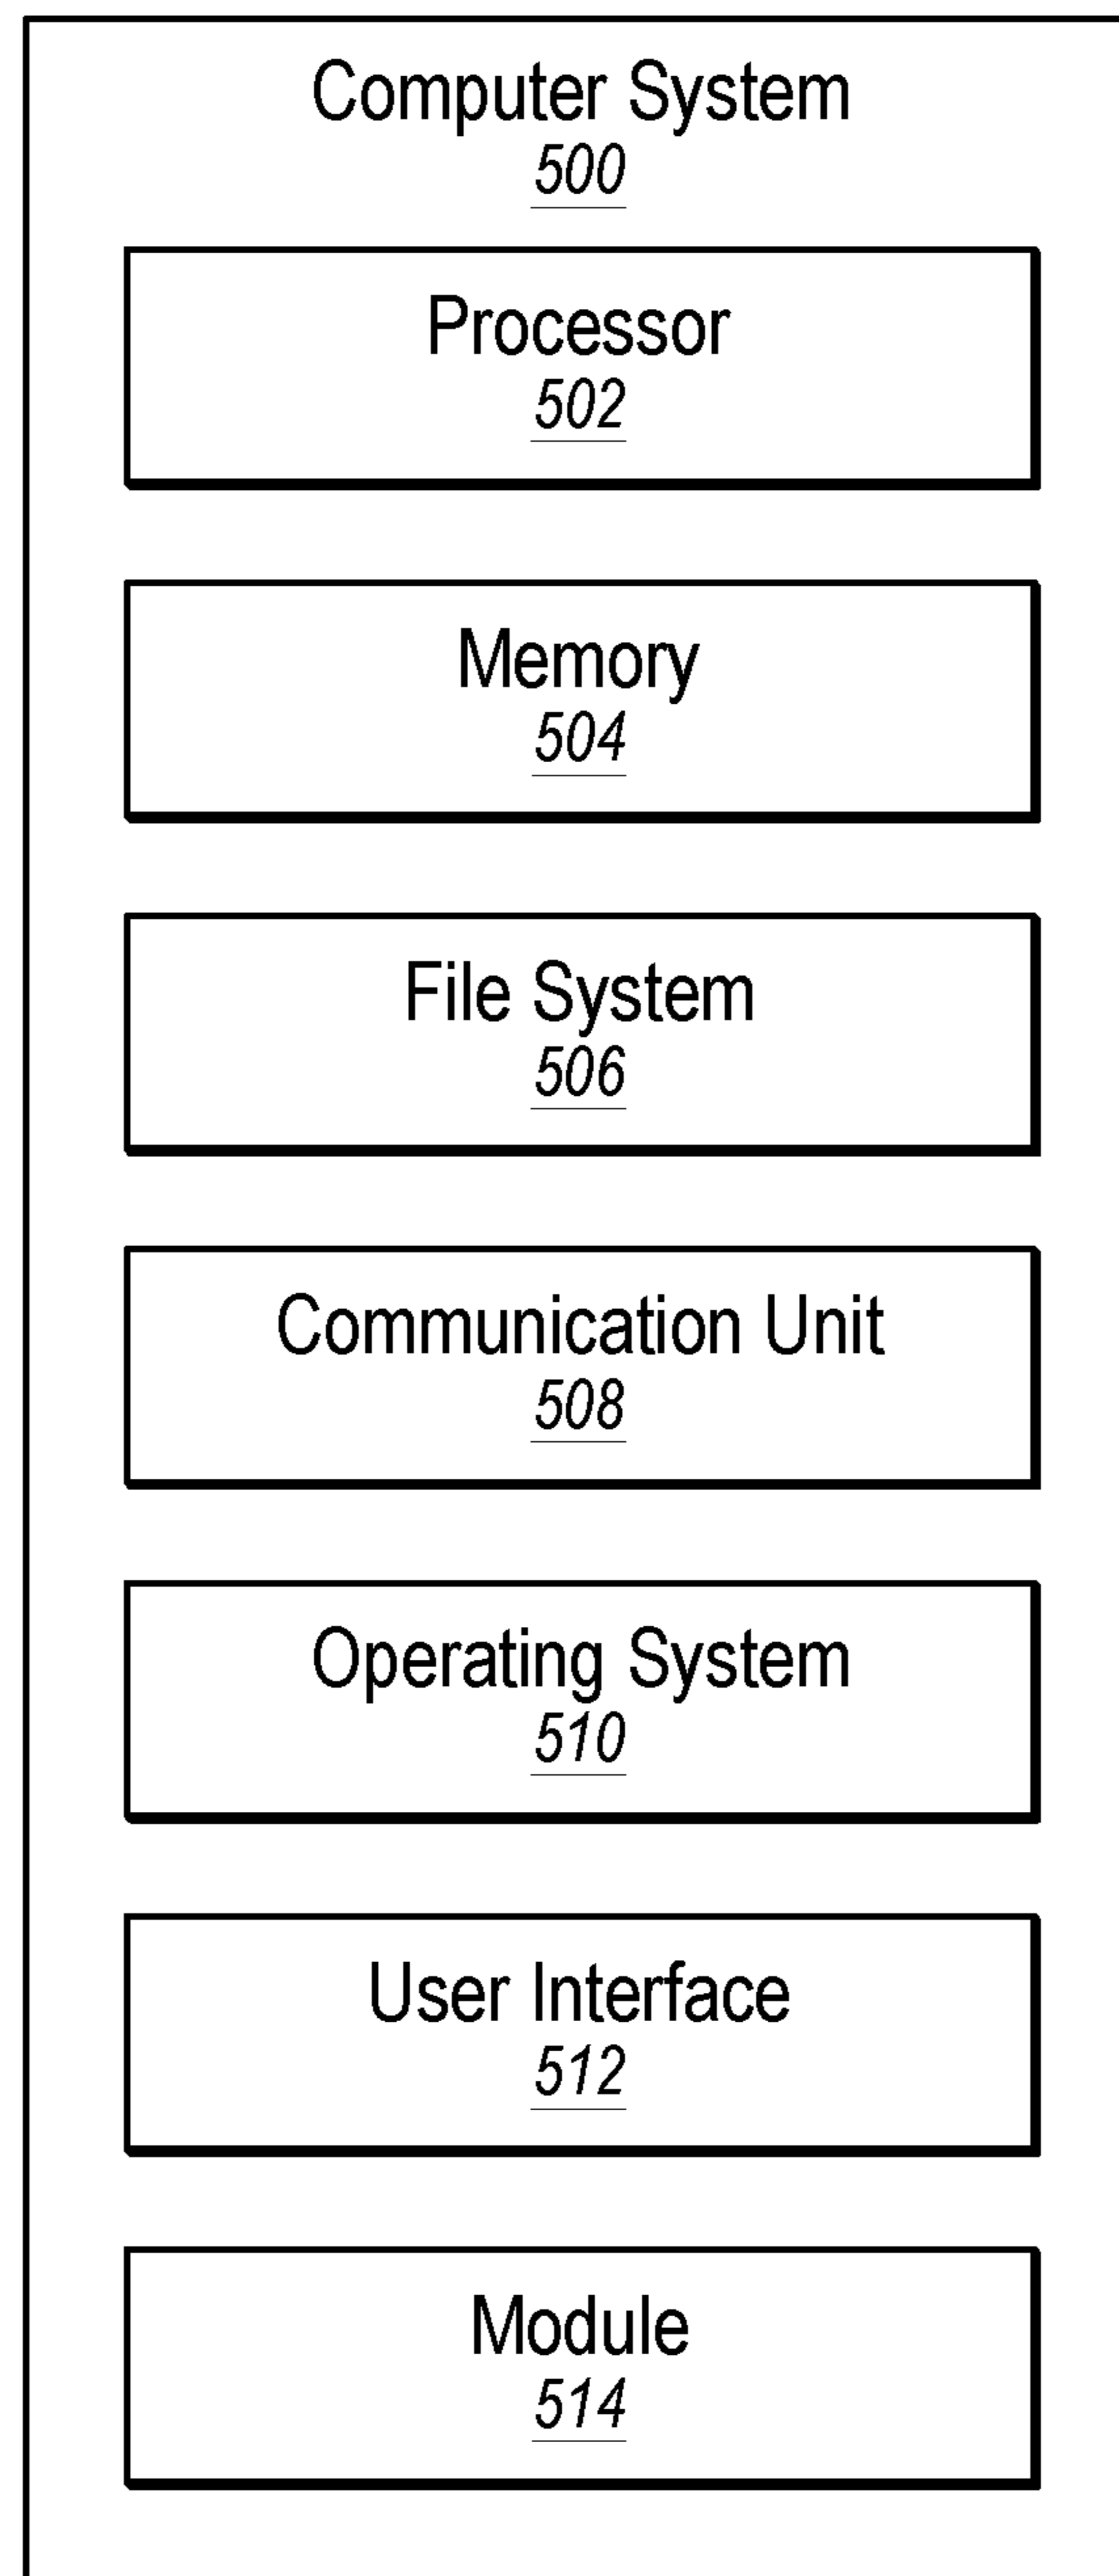 Computer System
500
Processor
502
Memory
504
File System
506
Communication Unit
508
Operating System
510
User Interface
512
Module
514